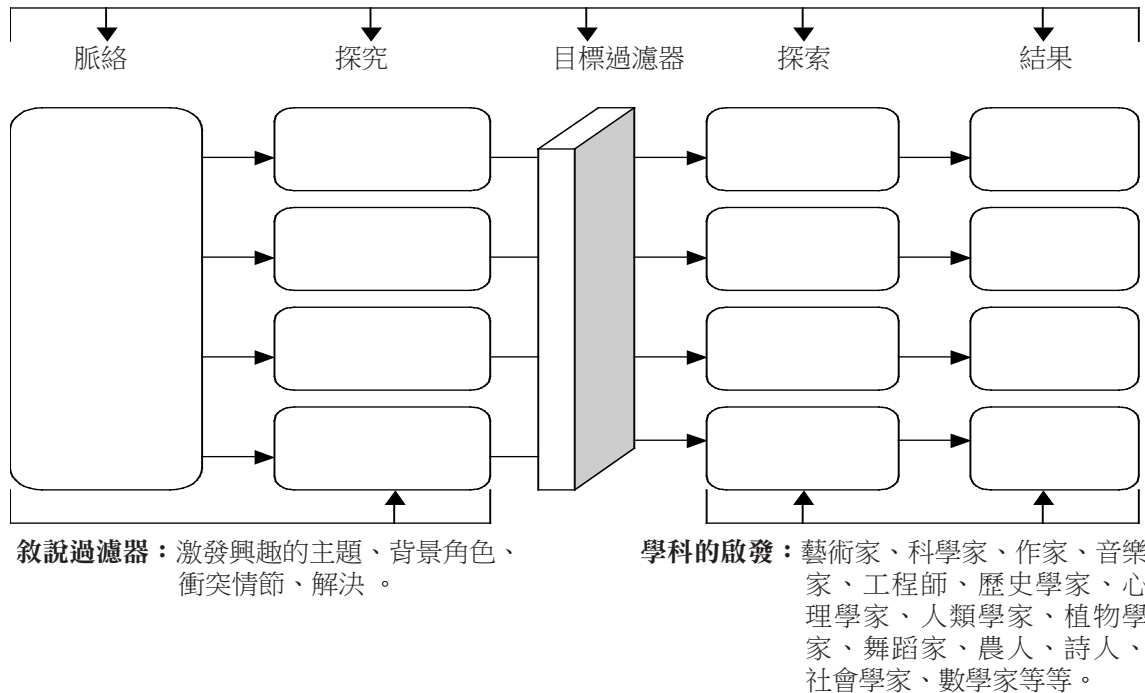 脈絡
探究
目標過濾器
探索
結果
敘說過濾器：激發興趣的主題、背景角色、
衝突情節、解決 。
學科的啟發：藝術家、科學家、作家、音樂
家、工程師、歷史學家、心
理學家、人類學家、植物學
家、舞蹈家、農人、詩人、
社會學家、數學家等等。